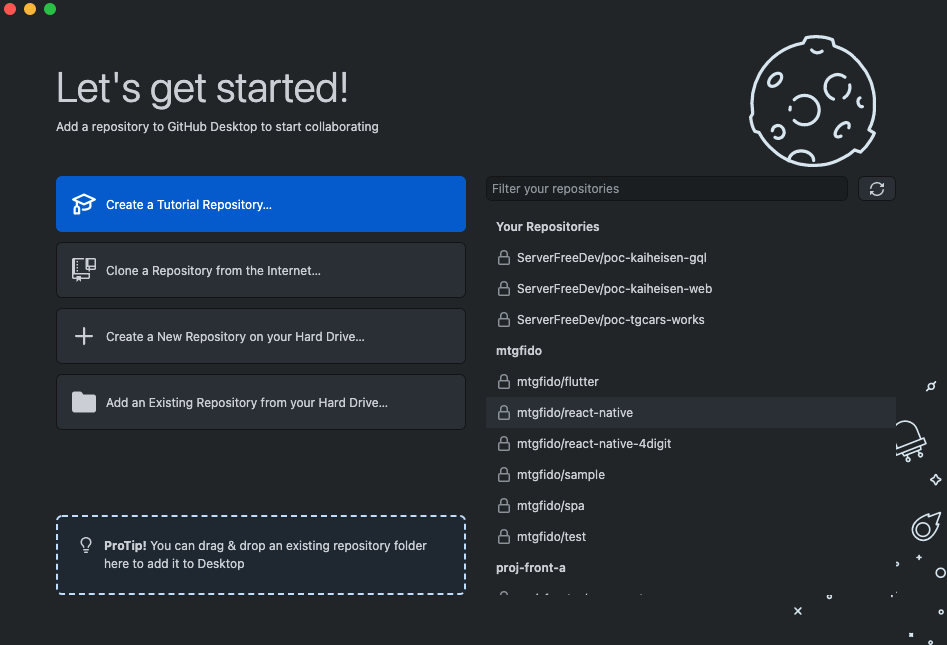 Let's get started!
Add a repository to GitHub Desktop to start collaborating
Create a Tutorial Repository...
Clone a Repository from the Internet...
Create a New Repository on your Hard Drive...
Add an Existing Repository from your Hard Drive...
ProTip! You can drag & drop an existing repository folder
here to add it to Desktop
Filter your repositories
Your Repositories
ServerFreeDev/poc-kaiheisen-gql
ServerFreeDev/poc-kaiheisen-web
ServerFreeDev/poc-tgcars-works
mtgfido
mtgfido/flutter
mtgfido/react-native
mtgfido/react-native-4digit
mtgfido/sample
mtgfido/spa
mtgfido/test
proj-front-a